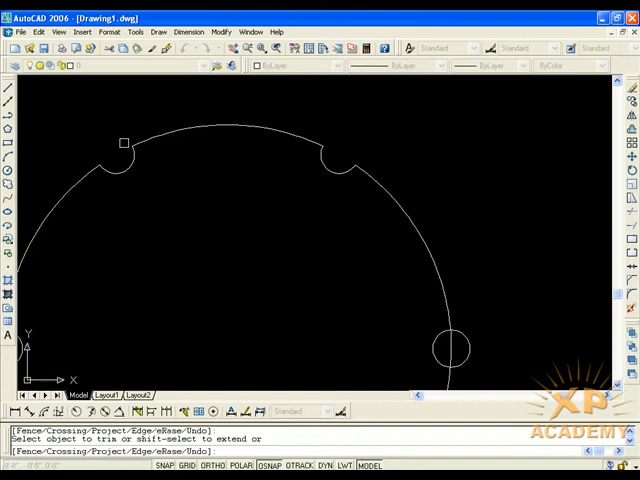 AutoCAD 2006 - [Drawing1.dwg]
File Edit View Insert Format Tools Draw Dimension Modify Window Help
Standard Standard Standard
0 ByLayer ByLayer ByLayer ByColor
Y
X
Model Layout1 Layout2
Standard
[Fence/Crossing/Project/Edge/eRase/Undo]:
Select object to trim or shift-select to extend or
[Fence/Crossing/Project/Edge/eRase/Undo]:
SNAP GRID ORTHO POLAR OSNAP OTRACK DYN LWT MODEL
XP
ACADEMY